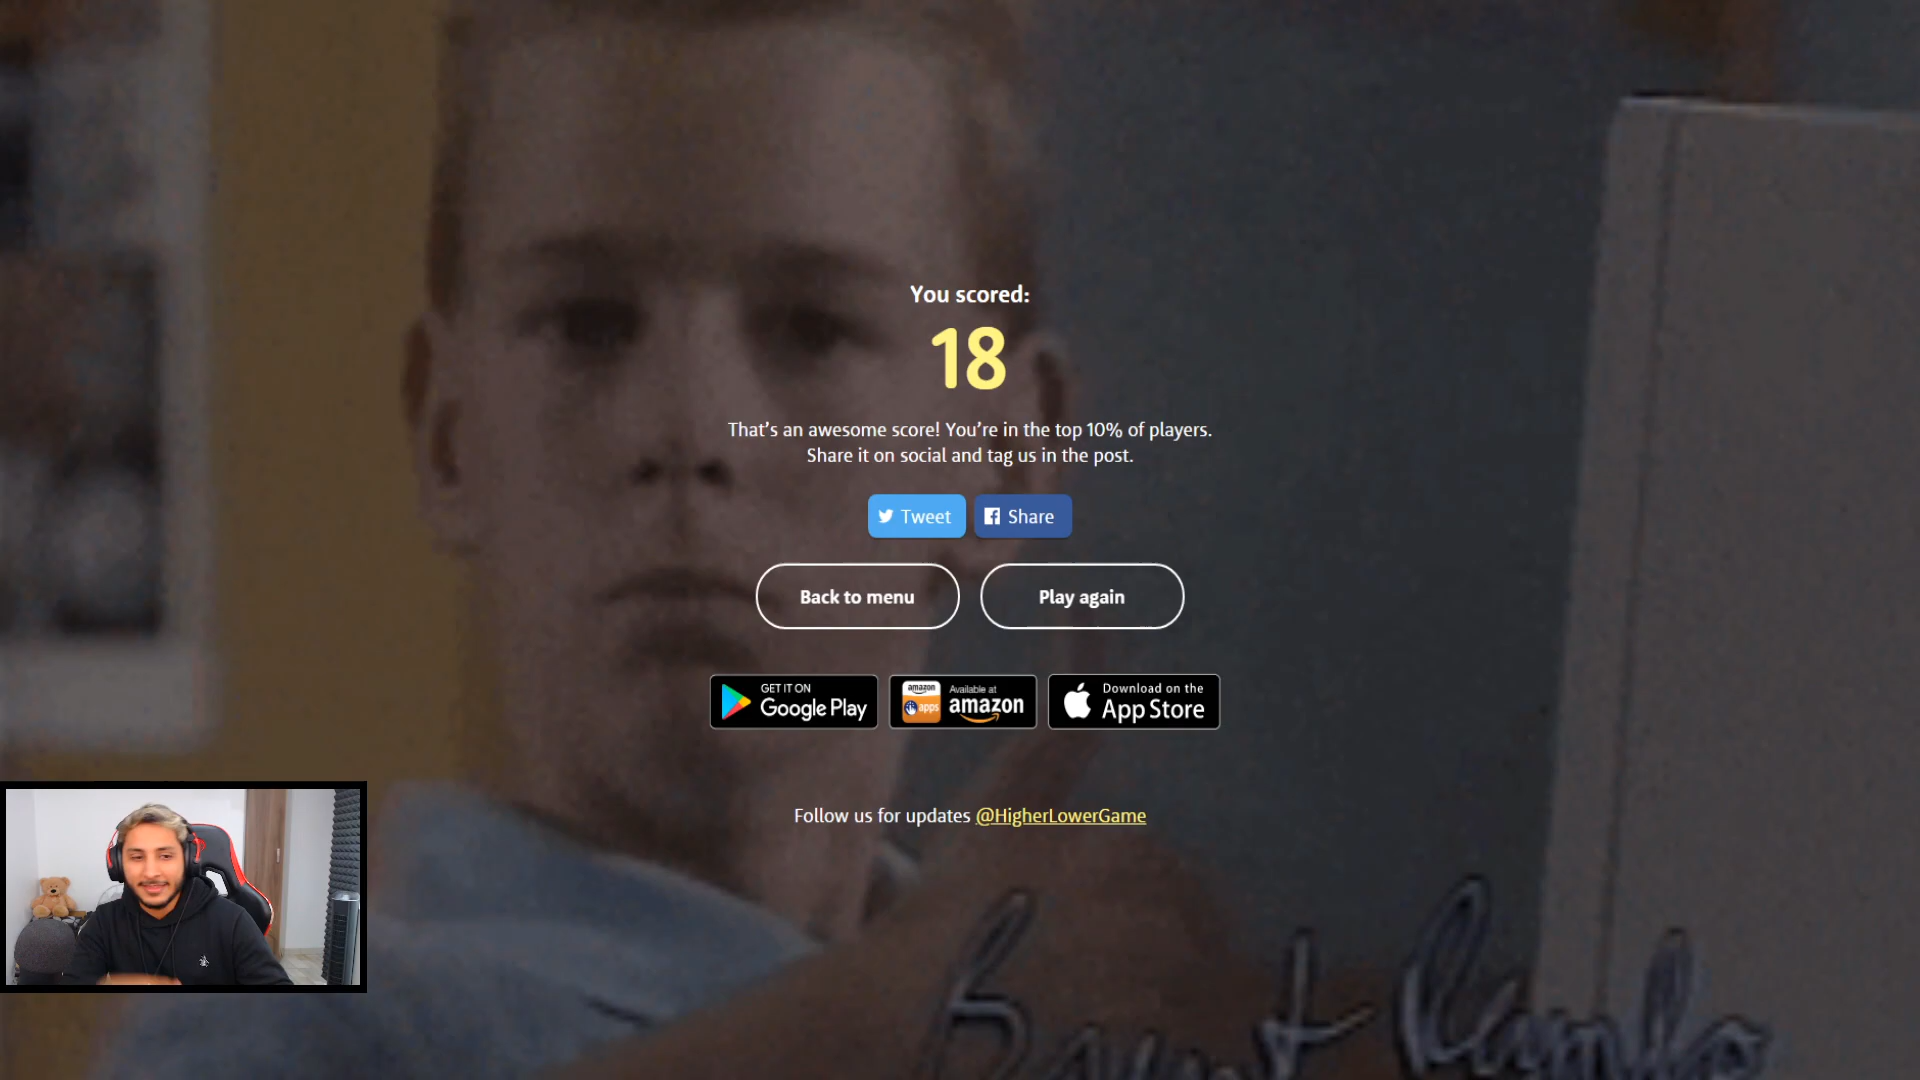 You scored:
18
That's an awesome score! You're in the top 10% of players.
Share it on social and tag us in the post.
Tweet
Share
Back to menu
Play again
GET IT ON
Google Play
amazon
apps
Available at
amazon
Download on the
App Store
Follow us for updates @HigherLowerGame
Brent Rambo